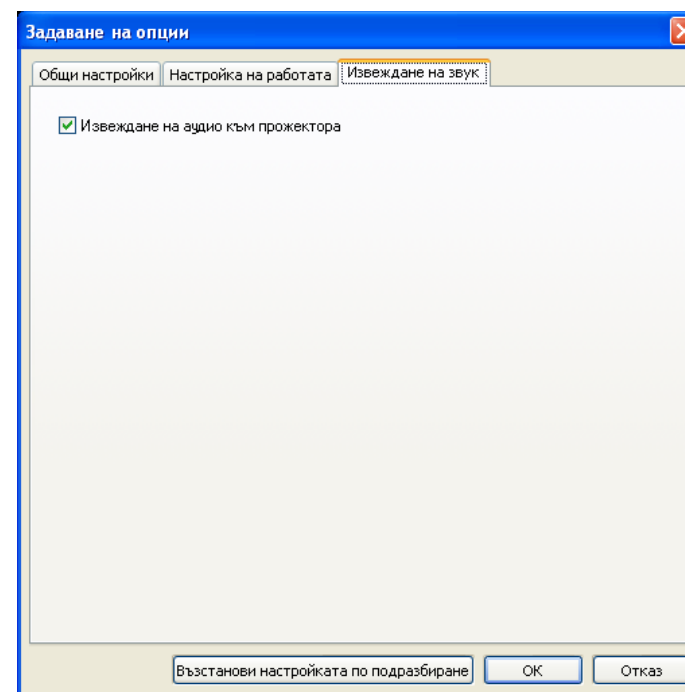 Задаване на опции
Общи настройки Настройка на работата Извеждане на звук
Извеждане на аудио към прожектора
Възстанови настройката по подразбиране OK Отказ